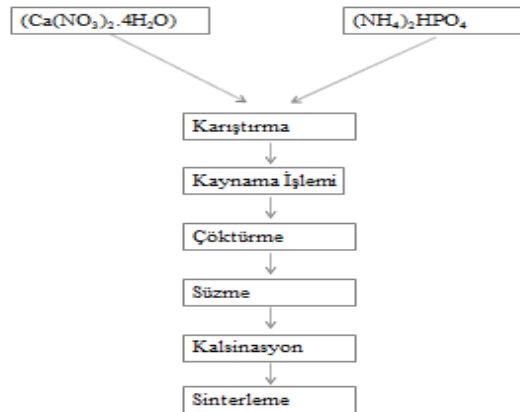 (Ca(NO₃)₂.4H₂O)
(NH₄)₂HPO₄
Karıştırma
Kaynama İşlemi
Çöktürme
Süzme
Kalsinasyon
Sinterleme